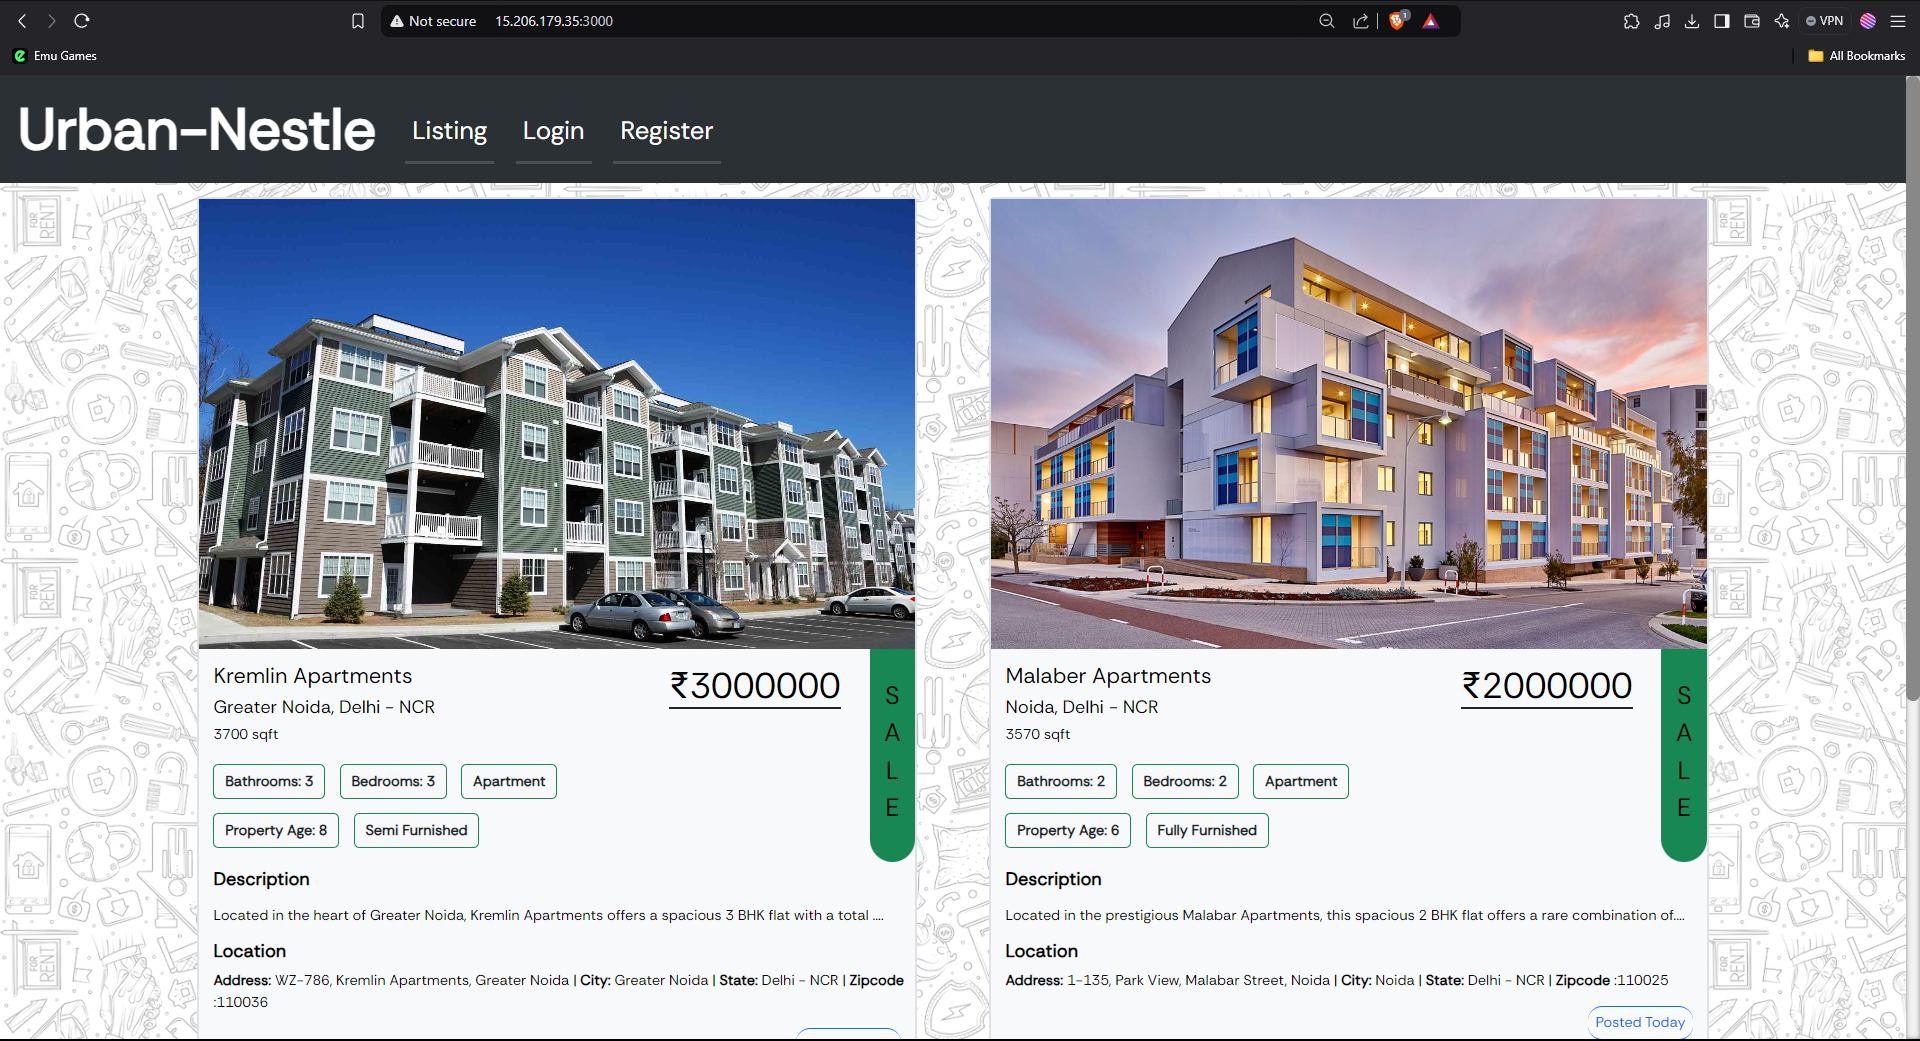 Not secure 15.206.179.35:3000
1
VPN
Emu Games
All Bookmarks
Urban-Nestle
Listing
Login
Register
FOR RENT
Kremlin Apartments
₹3000000
Greater Noida, Delhi - NCR
3700 sqft
SALE
Bathrooms: 3
Bedrooms: 3
Apartment
Property Age: 8
Semi Furnished
Description
Located in the heart of Greater Noida, Kremlin Apartments offers a spacious 3 BHK flat with a total ....
Location
Address: WZ-786, Kremlin Apartments, Greater Noida | City: Greater Noida | State: Delhi - NCR | Zipcode
:110036
Malaber Apartments
₹2000000
Noida, Delhi - NCR
3570 sqft
SALE
Bathrooms: 2
Bedrooms: 2
Apartment
Property Age: 6
Fully Furnished
Description
Located in the prestigious Malabar Apartments, this spacious 2 BHK flat offers a rare combination of....
Location
Address: 1-135, Park View, Malabar Street, Noida | City: Noida | State: Delhi - NCR | Zipcode :110025
Posted Today